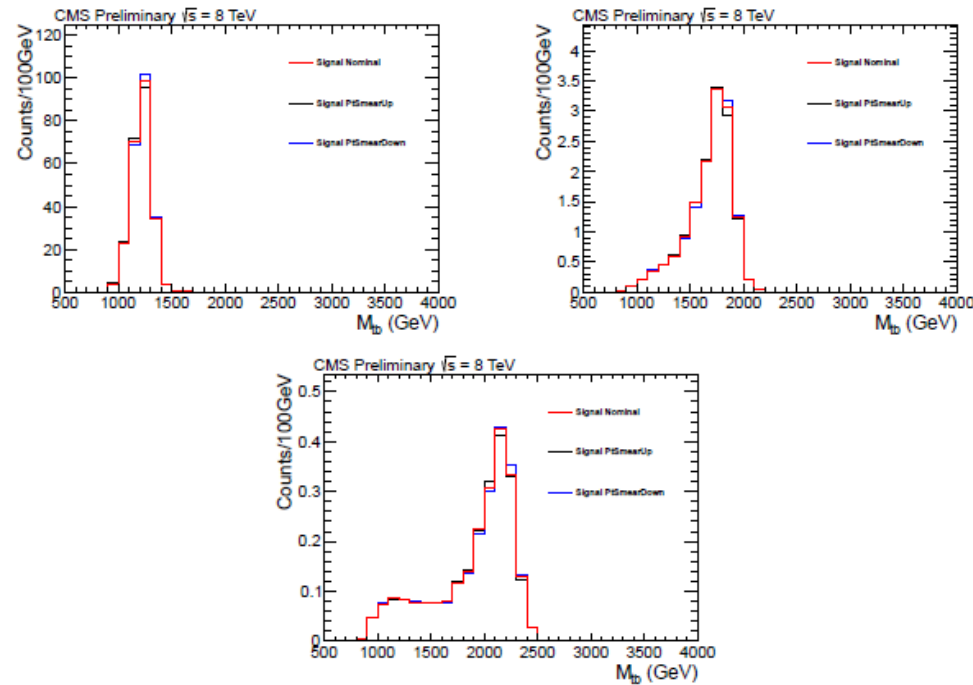 CMS Preliminary √s = 8 TeV
Counts/100GeV
120
100
80
60
40
20
0
Signal Nominal
Signal PtSmearUp
Signal PtSmearDown
500 1000 1500 2000 2500 3000 3500 4000
M_tb (GeV)
CMS Preliminary √s = 8 TeV
Counts/100GeV
4
3.5
3
2.5
2
1.5
1
0.5
0
Signal Nominal
Signal PtSmearUp
Signal PtSmearDown
500 1000 1500 2000 2500 3000 3500 4000
M_tb (GeV)
CMS Preliminary √s = 8 TeV
Counts/100GeV
0.5
0.4
0.3
0.2
0.1
0
Signal Nominal
Signal PtSmearUp
Signal PtSmearDown
500 1000 1500 2000 2500 3000 3500 4000
M_tb (GeV)